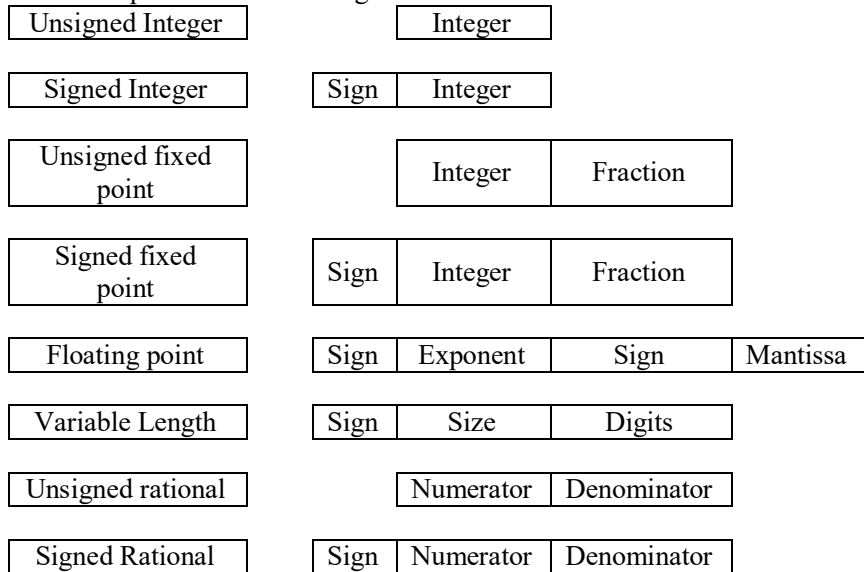 Unsigned Integer Integer
Signed Integer Sign Integer
Unsigned fixed
point
Integer Fraction
Signed fixed
point
Sign Integer Fraction
Floating point Sign Exponent Sign Mantissa
Variable Length Sign Size Digits
Unsigned rational Numerator Denominator
Signed Rational Sign Numerator Denominator